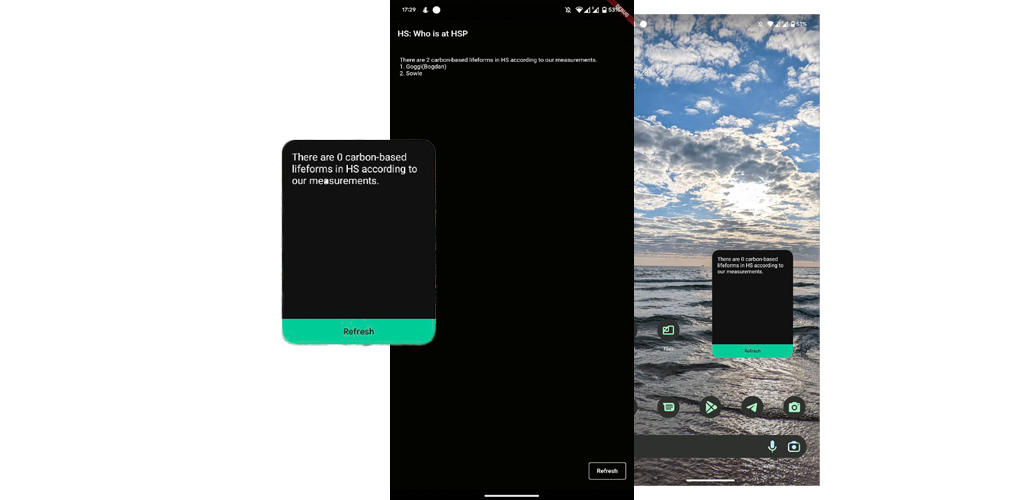 17:29
53%
DEBUG
HS: Who is at HSP
There are 2 carbon-based lifeforms in HS according to our measurements.
1. Goggi(Bogdan)
2. Sowie
Refresh
There are 0 carbon-based
lifeforms in HS according to
our measurements.
Refresh
53%
There are 0 carbon-based
lifeforms in HS according to
our measurements.
Refresh
Files